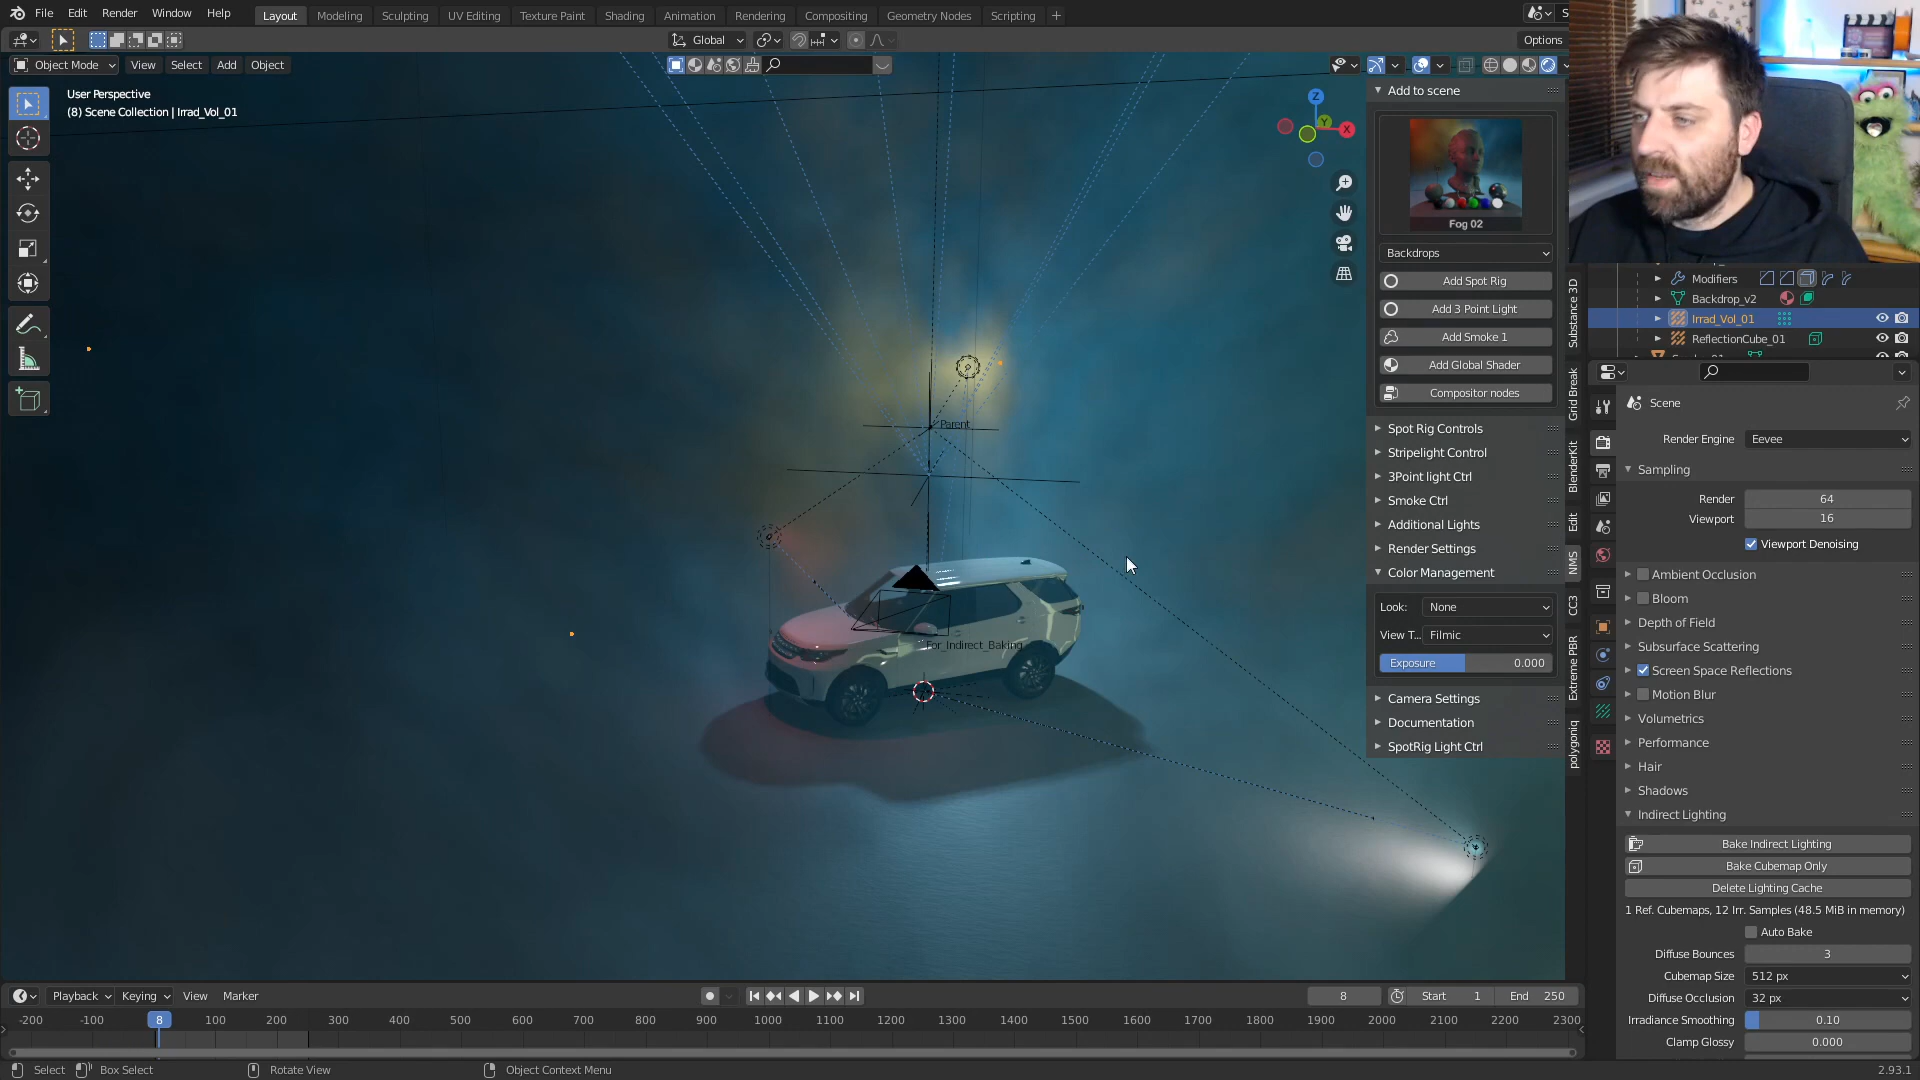 File Edit Render Window Help
Layout Modeling Sculpting UV Editing Texture Paint Shading Animation Rendering Compositing Geometry Nodes Scripting +
Global
Options
Object Mode View Select Add Object
User Perspective
(8) Scene Collection | Irrad_Vol_01
Z
Y
X
Parent
For_Indirect_Baking
Add to scene
Fog 02
Backdrops
Add Spot Rig
Add 3 Point Light
Add Smoke 1
Add Global Shader
Compositor nodes
Spot Rig Controls
Stripelight Control
3Point light Ctrl
Smoke Ctrl
Additional Lights
Render Settings
Color Management
Look: None
View T... Filmic
Exposure 0.000
Camera Settings
Documentation
SpotRig Light Ctrl
Substance 3D
Grid Break
BlenderKit
Edit
NMS
CC3
Extreme PBR
polygoniq
Modifiers
Backdrop_v2
Irrad_Vol_01
ReflectionCube_01
Scene
Render Engine Eevee
Sampling
Render 64
Viewport 16
Viewport Denoising
Ambient Occlusion
Bloom
Depth of Field
Subsurface Scattering
Screen Space Reflections
Motion Blur
Volumetrics
Performance
Hair
Shadows
Indirect Lighting
Bake Indirect Lighting
Bake Cubemap Only
Delete Lighting Cache
1 Ref. Cubemaps, 12 Irr. Samples (48.5 MiB in memory)
Auto Bake
Diffuse Bounces 3
Cubemap Size 512 px
Diffuse Occlusion 32 px
Irradiance Smoothing 0.10
Clamp Glossy 0.000
Playback Keying View Marker
8 Start 1 End 250
-200 -100 8 100 200 300 400 500 600 700 800 900 1000 1100 1200 1300 1400 1500 1600 1700 1800 1900 2000 2100 2200 2300
Select Box Select Rotate View Object Context Menu
2.93.1